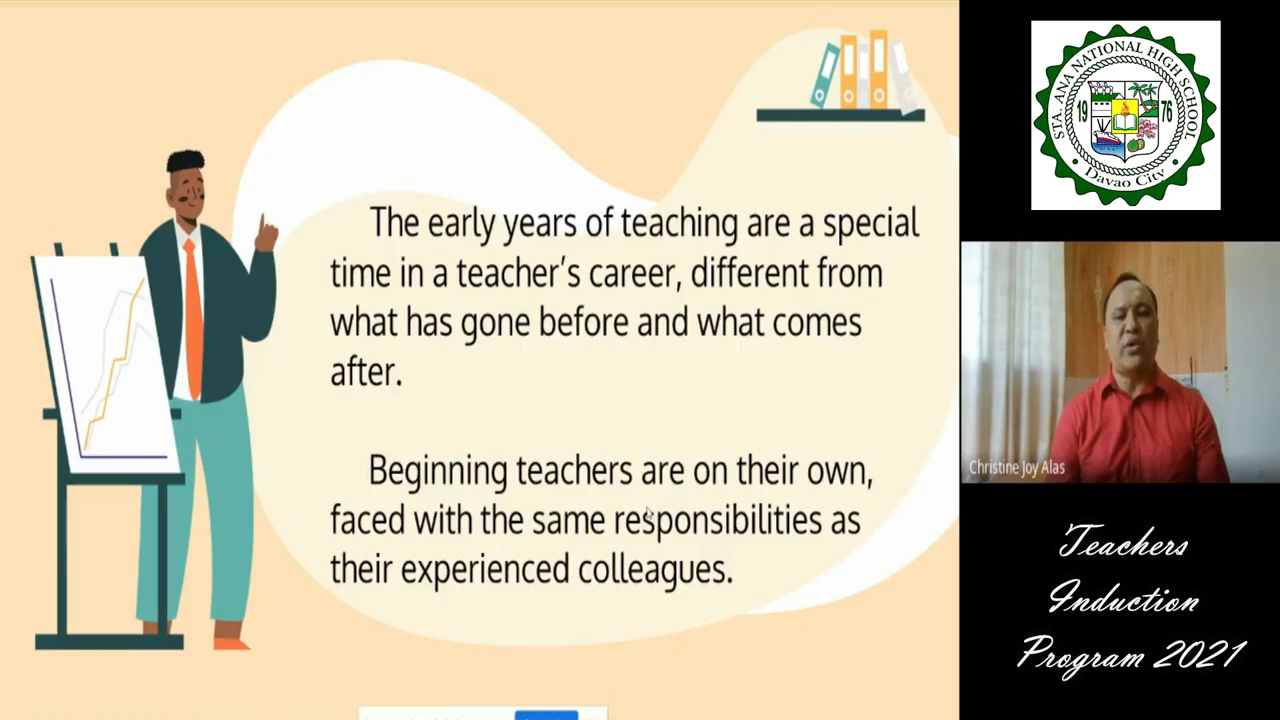 The early years of teaching are a special
time in a teacher's career, different from
what has gone before and what comes
after.
Beginning teachers are on their own,
faced with the same responsibilities as
their experienced colleagues.
STA. ANA NATIONAL HIGH SCHOOL
19 76
Davao City
Christine Joy Alas
Teachers
Induction
Program 2021